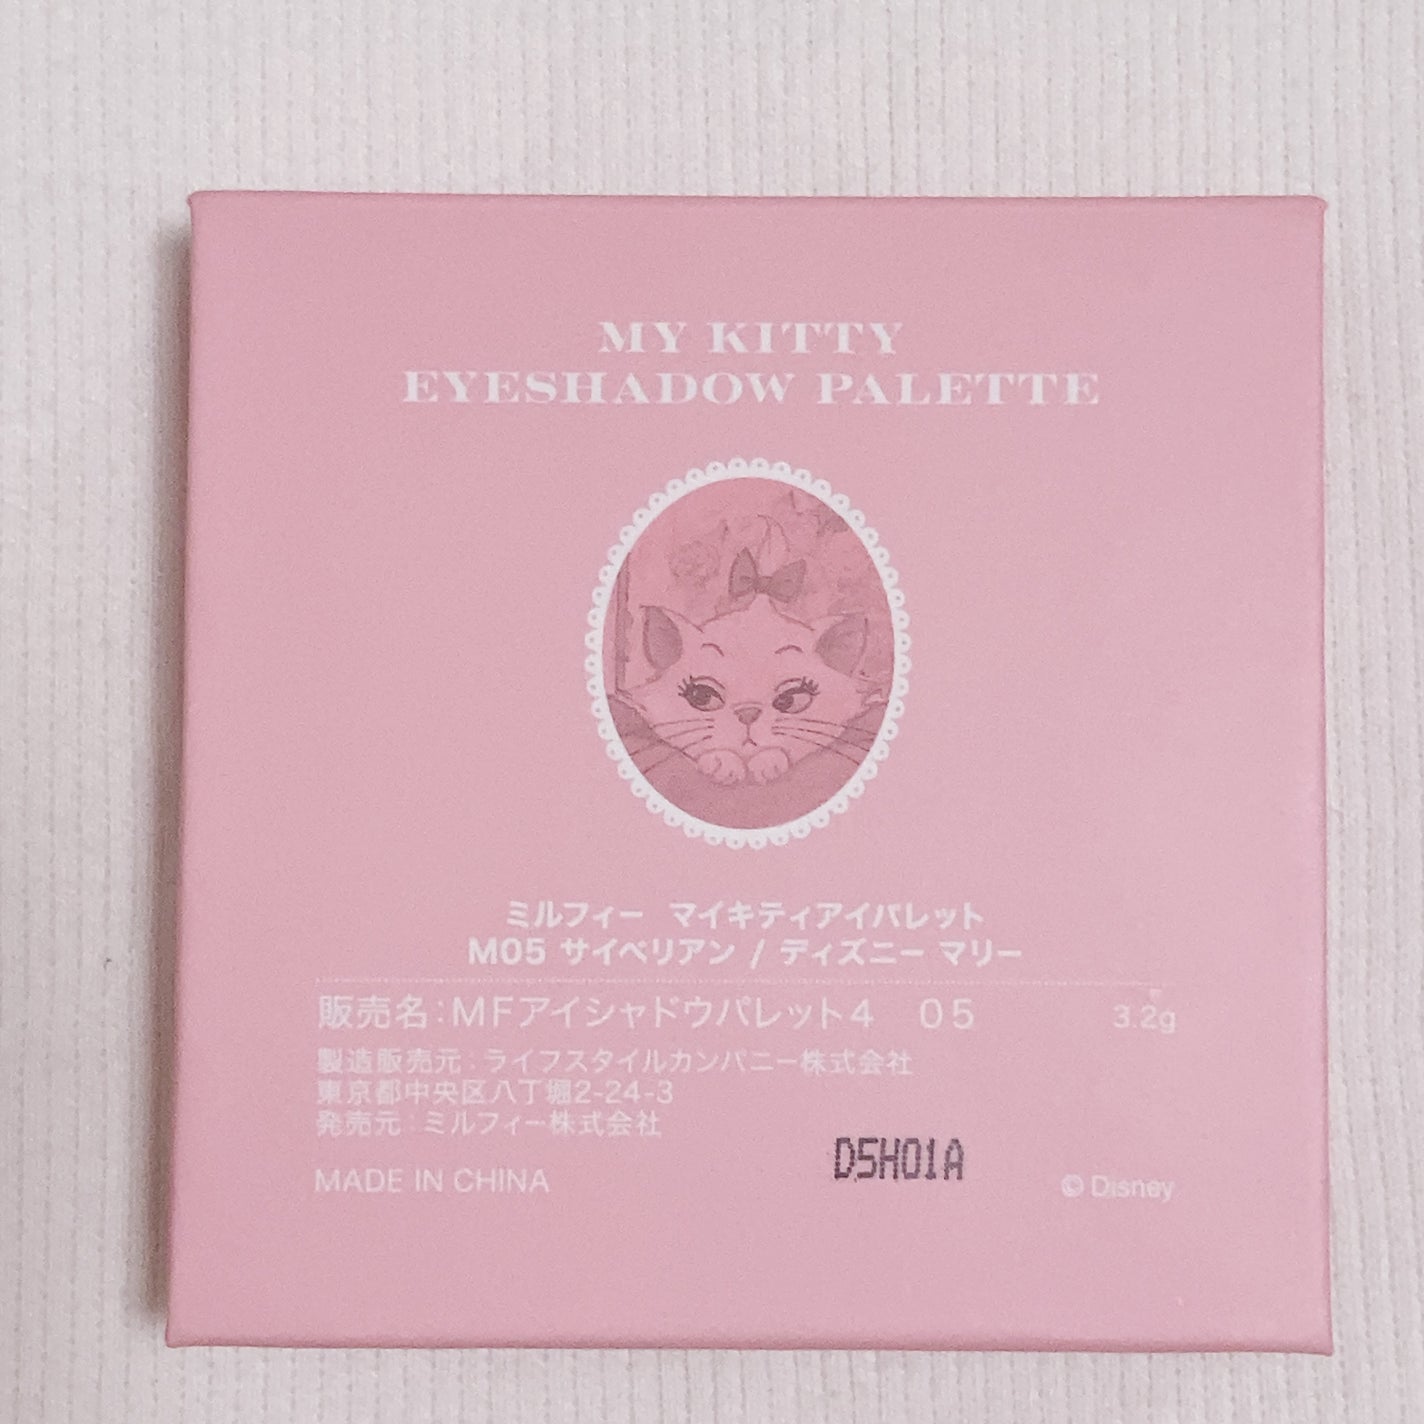 MY KITTY
EYESHADOW PALETTE
ミルフィー マイキティアイパレット
M05 サイベリアン / ディズニー マリー
販売名:MFアイシャドウパレット4 05 3.2g
製造販売元:ライフスタイルカンパニー株式会社
東京都中央区八丁堀2-24-3
発売元:ミルフィー株式会社
MADE IN CHINA D5H01A © Disney